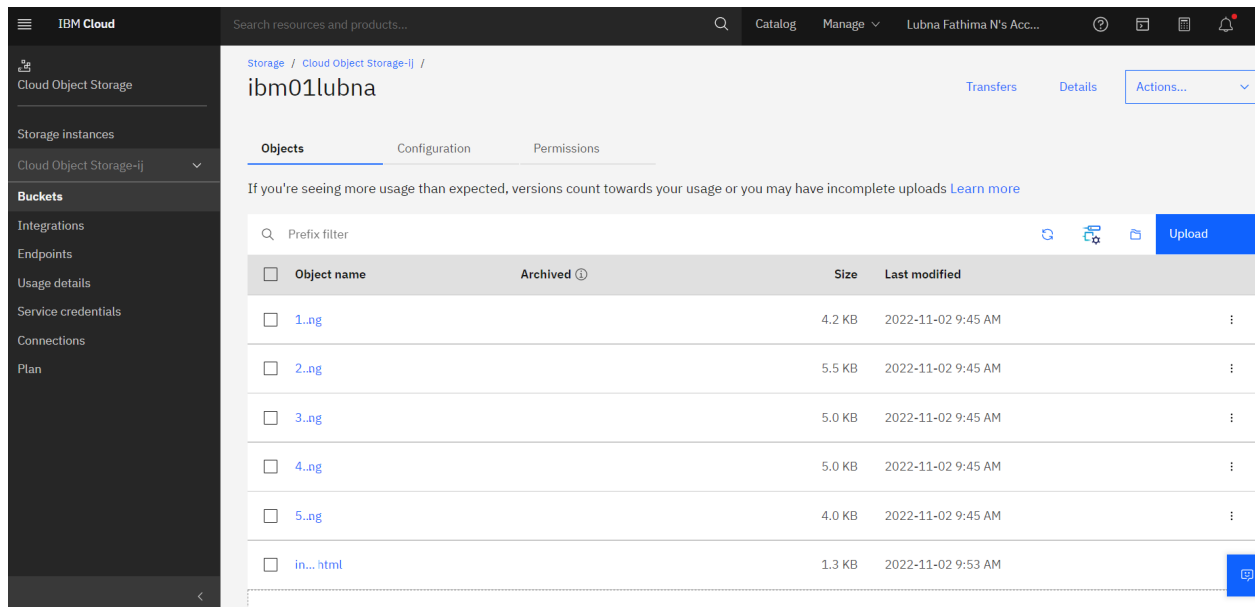 IBM Cloud
Search resources and products...
Catalog
Manage
Lubna Fathima N's Acc...
Cloud Object Storage
Storage instances
Cloud Object Storage-ij
Buckets
Integrations
Endpoints
Usage details
Service credentials
Connections
Plan
Storage / Cloud Object Storage-ij /
ibm01lubna
Transfers
Details
Actions...
Objects
Configuration
Permissions
If you're seeing more usage than expected, versions count towards your usage or you may have incomplete uploads Learn more
Prefix filter
Upload
Object name Archived Size Last modified
1..ng 4.2 KB 2022-11-02 9:45 AM
2..ng 5.5 KB 2022-11-02 9:45 AM
3..ng 5.0 KB 2022-11-02 9:45 AM
4..ng 5.0 KB 2022-11-02 9:45 AM
5..ng 4.0 KB 2022-11-02 9:45 AM
in... html 1.3 KB 2022-11-02 9:53 AM